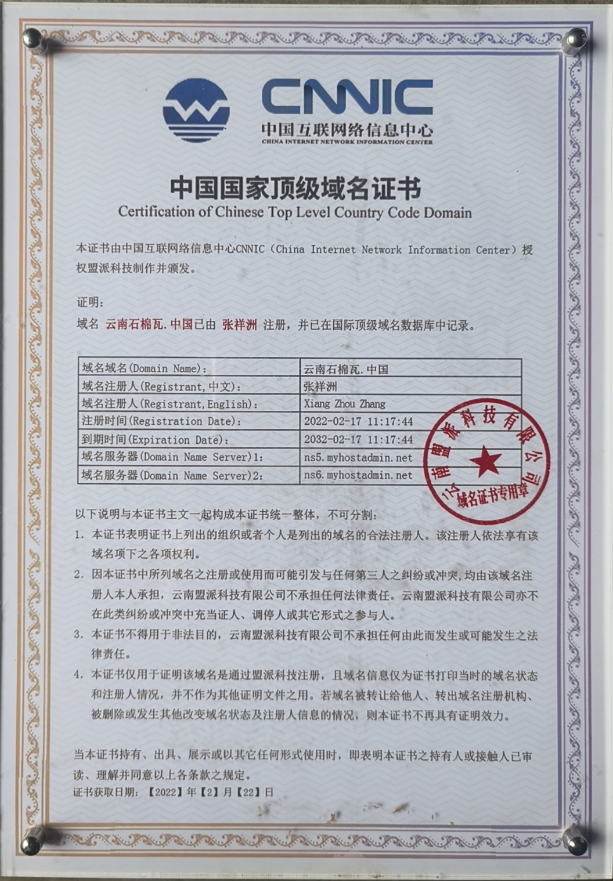 CNNIC
中国互联网络信息中心
CHINA INTERNET NETWORK INFORMATION CENTER
中国国家顶级域名证书
Certification of Chinese Top Level Country Code Domain
本证书由中国互联网络信息中心CNNIC（China Internet Network Information Center）授
权盟派科技制作并颁发。
证明：
域名 云南石棉瓦.中国已由 张祥洲 注册，并已在国际顶级域名数据库中记录。
域名域名(Domain Name)： 云南石棉瓦.中国
域名注册人(Registrant,中文)： 张祥洲
域名注册人(Registrant,English)： Xiang Zhou Zhang
注册时间(Registration Date)： 2022-02-17 11:17:44
到期时间(Expiration Date)： 2032-02-17 11:17:44
域名服务器(Domain Name Server)1： ns5.myhostadmin.net
域名服务器(Domain Name Server)2： ns6.myhostadmin.net
云南盟派科技有限公司
域名证书专用章
以下说明与本证书主文一起构成本证书统一整体，不可分割：
1. 本证书表明证书上列出的组织或者个人是列出的域名的合法注册人。该注册人依法享有该
域名项下之各项权利。
2. 因本证书中所列域名之注册或使用而可能引发与任何第三人之纠纷或冲突,均由该域名注
册人本人承担，云南盟派科技有限公司不承担任何法律责任。云南盟派科技有限公司亦不
在此类纠纷或冲突中充当证人、调停人或其它形式之参与人。
3. 本证书不得用于非法目的，云南盟派科技有限公司不承担任何由此而发生或可能发生之法
律责任。
4. 本证书仅用于证明该域名是通过盟派科技注册，且域名信息仅为证书打印当时的域名状态
和注册人情况，并不作为其他证明文件之用。若域名被转让给他人、转出域名注册机构、
被删除或发生其他改变域名状态及注册人信息的情况，则本证书不再具有证明效力。
当本证书持有、出具、展示或以其它任何形式使用时，即表明本证书之持有人或接触人已审
读、理解并同意以上各条款之规定。
证书获取日期：【2022】年【2】月【22】日